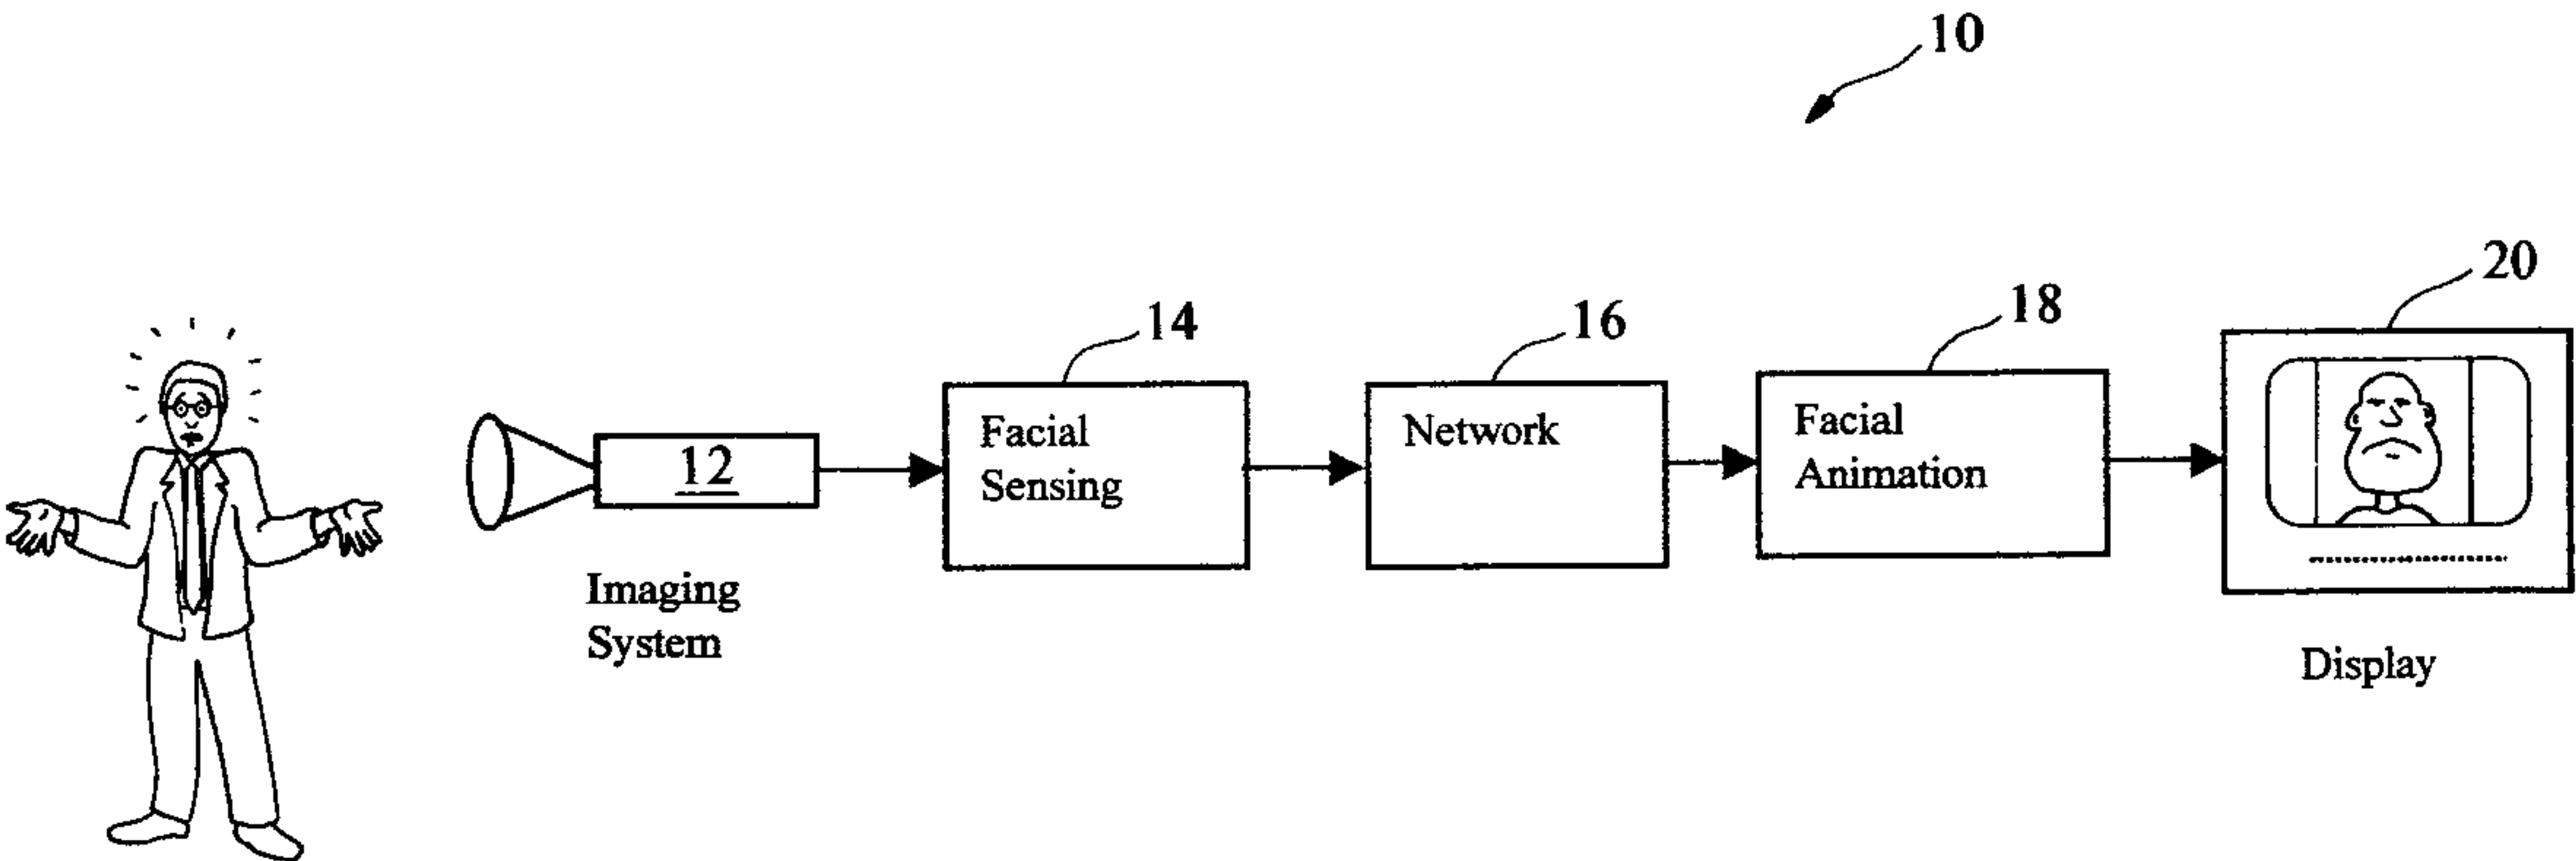 10
20
14
16
18
12
Facial
Sensing
Network
Facial
Animation
Imaging
System
Display